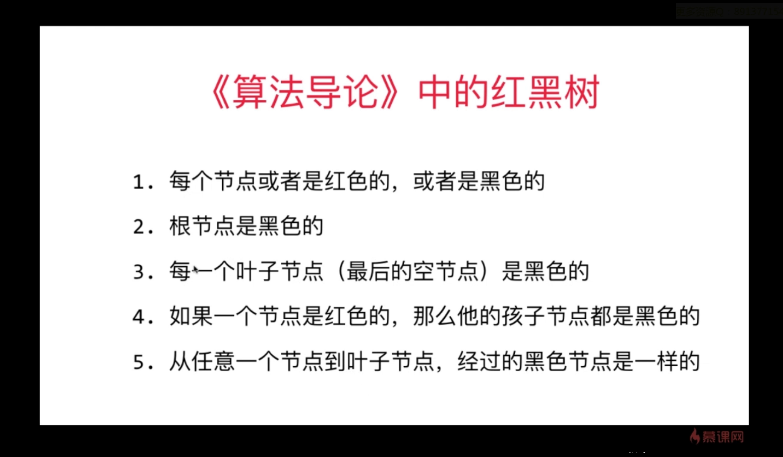 《算法导论》中的红黑树
1. 每个节点或者是红色的，或者是黑色的
2. 根节点是黑色的
3. 每一个叶子节点（最后的空节点）是黑色的
4. 如果一个节点是红色的，那么他的孩子节点都是黑色的
5. 从任意一个节点到叶子节点，经过的黑色节点是一样的
慕课网